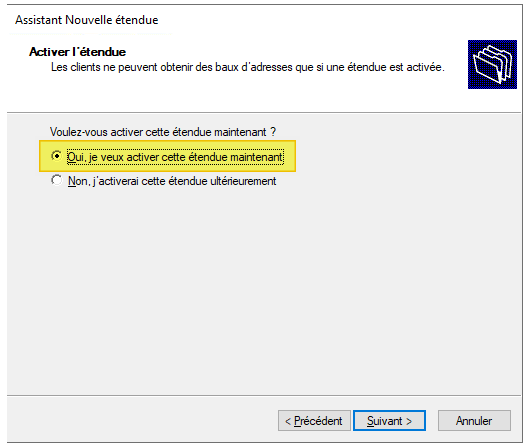 Assistant Nouvelle étendue
Activer l'étendue
Les clients ne peuvent obtenir des baux d'adresses que si une étendue est activée.
Voulez-vous activer cette étendue maintenant ?
Oui, je veux activer cette étendue maintenant
Non, j'activerai cette étendue ultérieurement
< Précédent Suivant > Annuler